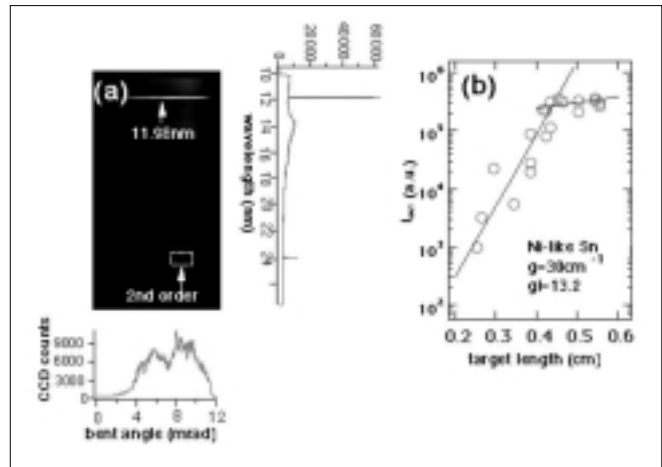 (a)
11.98nm
2nd order
0
20000
40000
60000
10
12
14
16
18
20
22
24
wavelength (nm)
CCD counts
9000
6000
3000
0
0 4 8 12
bent angle (mrad)
(b)
10⁶
10⁵
10⁴
10³
10²
(a.u.)
Ni-like Sn
g=30cm⁻¹
gl=13.2
0.2 0.3 0.4 0.5 0.6
target length (cm)